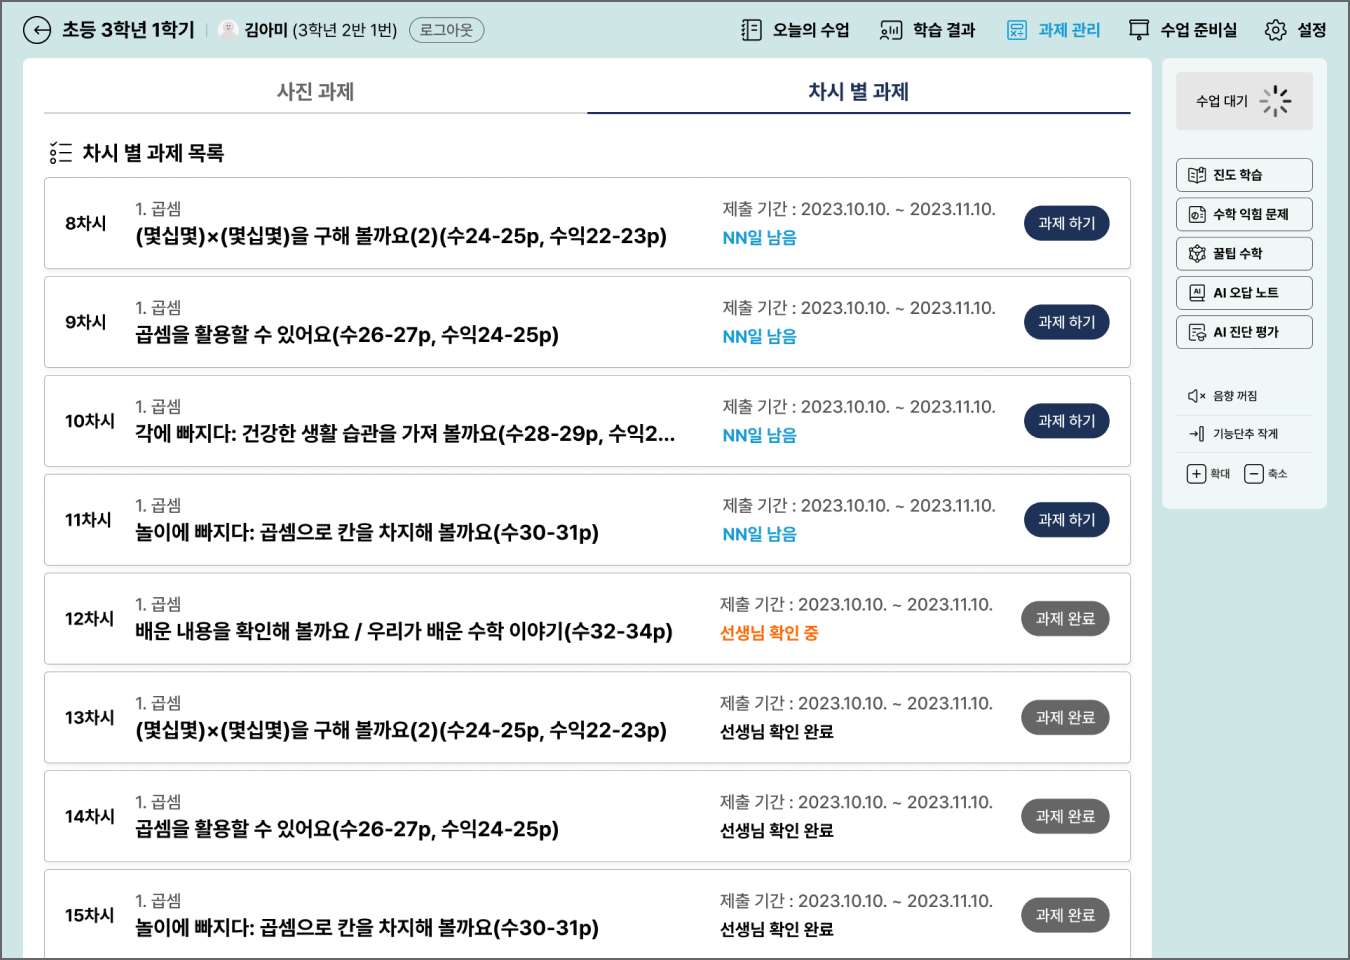 초등 3학년 1학기
김아미 (3학년 2반 1번)
로그아웃
오늘의 수업
학습 결과
과제 관리
수업 준비실
설정
사진 과제
차시 별 과제
차시 별 과제 목록
8차시
1. 곱셈
(몇십몇)×(몇십몇)을 구해 볼까요(2)(수24-25p, 수익22-23p)
제출 기간 : 2023.10.10. ~ 2023.11.10.
NN일 남음
과제 하기
9차시
1. 곱셈
곱셈을 활용할 수 있어요(수26-27p, 수익24-25p)
제출 기간 : 2023.10.10. ~ 2023.11.10.
NN일 남음
과제 하기
10차시
1. 곱셈
각에 빠지다: 건강한 생활 습관을 가져 볼까요(수28-29p, 수익2...
제출 기간 : 2023.10.10. ~ 2023.11.10.
NN일 남음
과제 하기
11차시
1. 곱셈
놀이에 빠지다: 곱셈으로 칸을 차지해 볼까요(수30-31p)
제출 기간 : 2023.10.10. ~ 2023.11.10.
NN일 남음
과제 하기
12차시
1. 곱셈
배운 내용을 확인해 볼까요 / 우리가 배운 수학 이야기(수32-34p)
제출 기간 : 2023.10.10. ~ 2023.11.10.
선생님 확인 중
과제 완료
13차시
1. 곱셈
(몇십몇)×(몇십몇)을 구해 볼까요(2)(수24-25p, 수익22-23p)
제출 기간 : 2023.10.10. ~ 2023.11.10.
선생님 확인 완료
과제 완료
14차시
1. 곱셈
곱셈을 활용할 수 있어요(수26-27p, 수익24-25p)
제출 기간 : 2023.10.10. ~ 2023.11.10.
선생님 확인 완료
과제 완료
15차시
1. 곱셈
놀이에 빠지다: 곱셈으로 칸을 차지해 볼까요(수30-31p)
제출 기간 : 2023.10.10. ~ 2023.11.10.
선생님 확인 완료
과제 완료
수업 대기
진도 학습
수학 익힘 문제
꿀팁 수학
AI 오답 노트
AI 진단 평가
음향 꺼짐
기능단추 작게
확대
축소